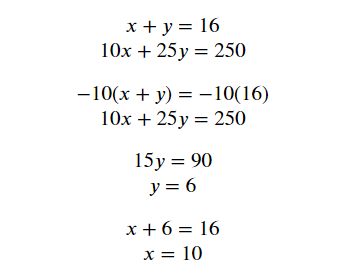 x + y = 16
10x + 25y = 250
−10(x + y) = −10(16)
10x + 25y = 250
15y = 90
y = 6
x + 6 = 16
x = 10